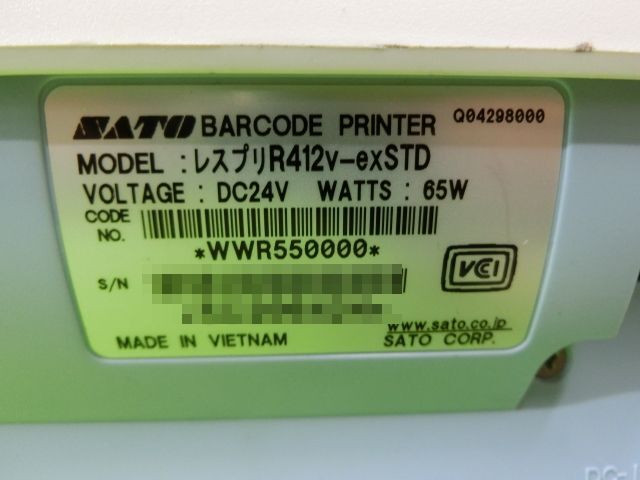 SATO BARCODE PRINTER Q04298000
MODEL : レスプリR412v-exSTD
VOLTAGE : DC24V WATTS : 65W
CODE NO.
*WWR550000*
VCI
S/N
www.sato.co.jp
MADE IN VIETNAM SATO CORP.